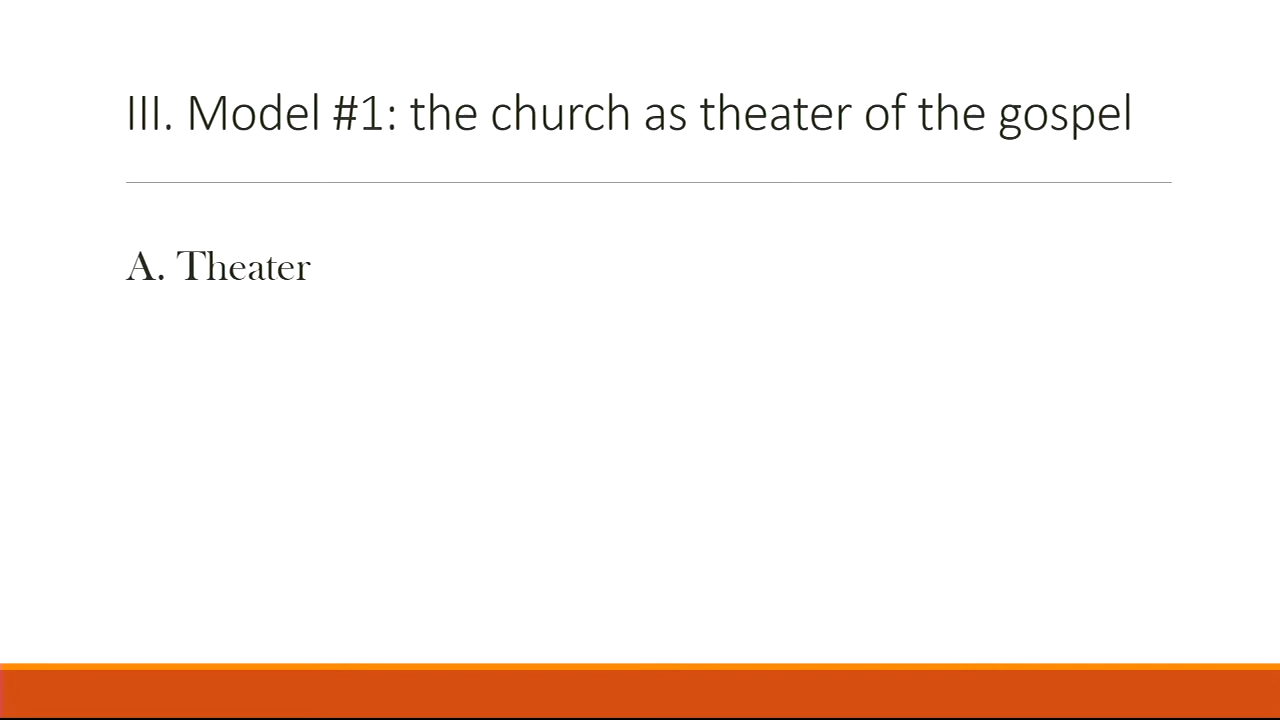 III. Model #1: the church as theater of the gospel
A. Theater